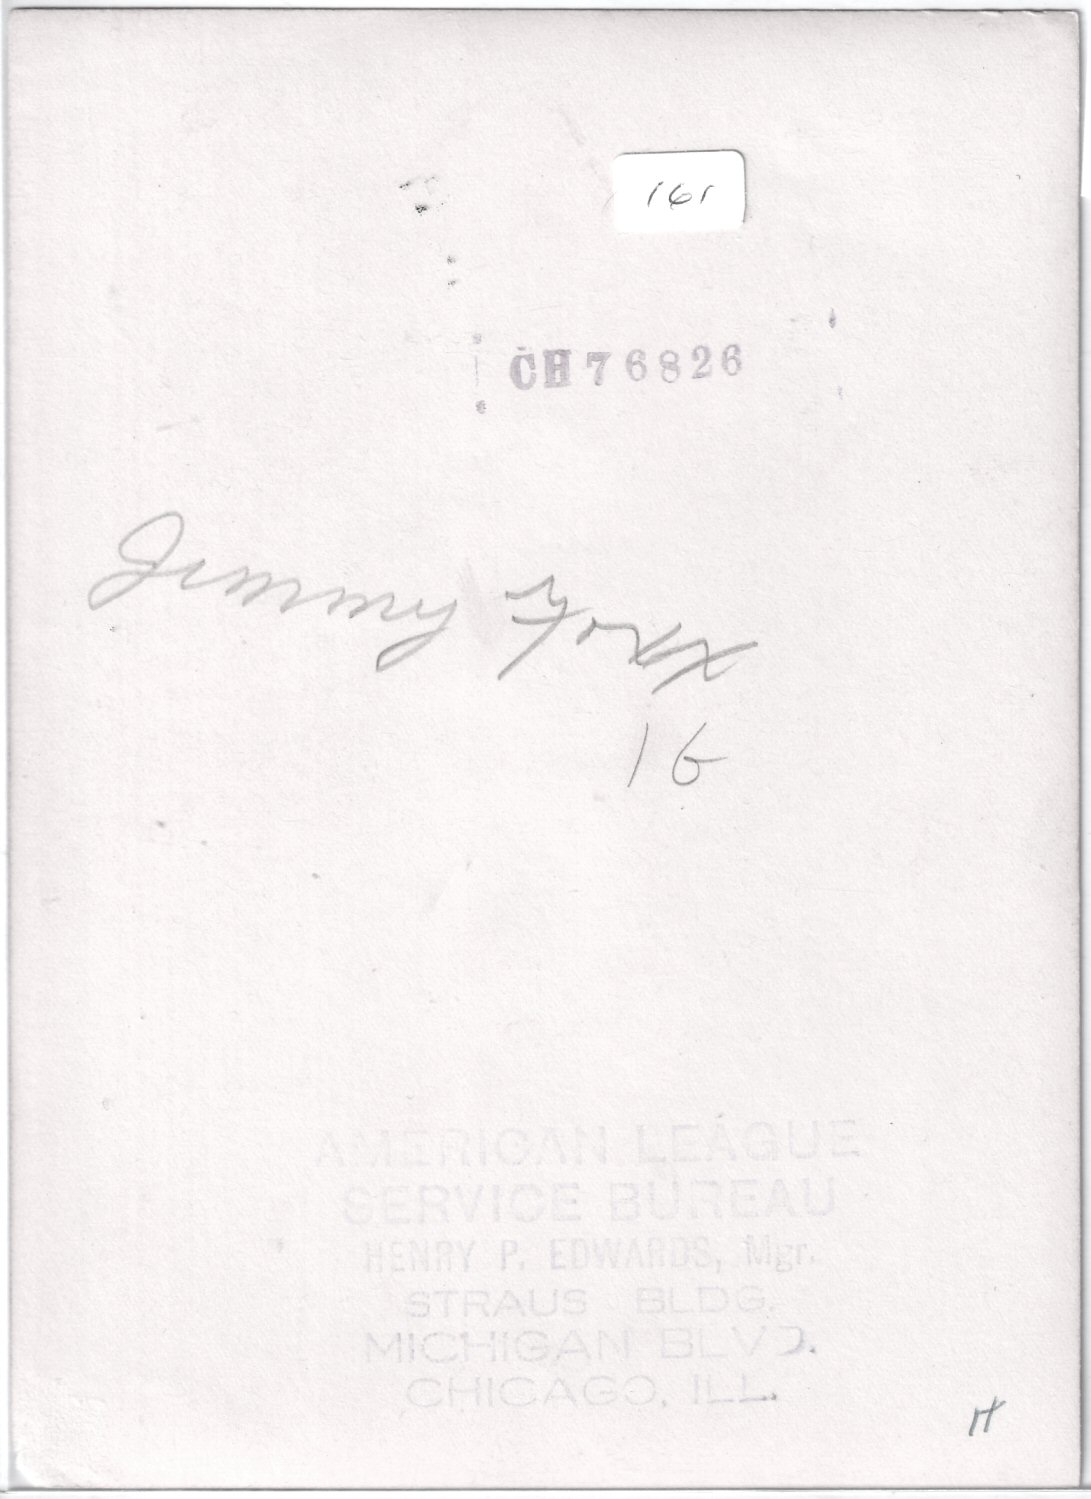 161
CH76826
Jimmy Foxx
16
AMERICAN LEAGUE
SERVICE BUREAU
HENRY P. EDWARDS, Mgr.
STRAUS BLDG.
MICHIGAN BLVD.
CHICAGO, ILL.
H